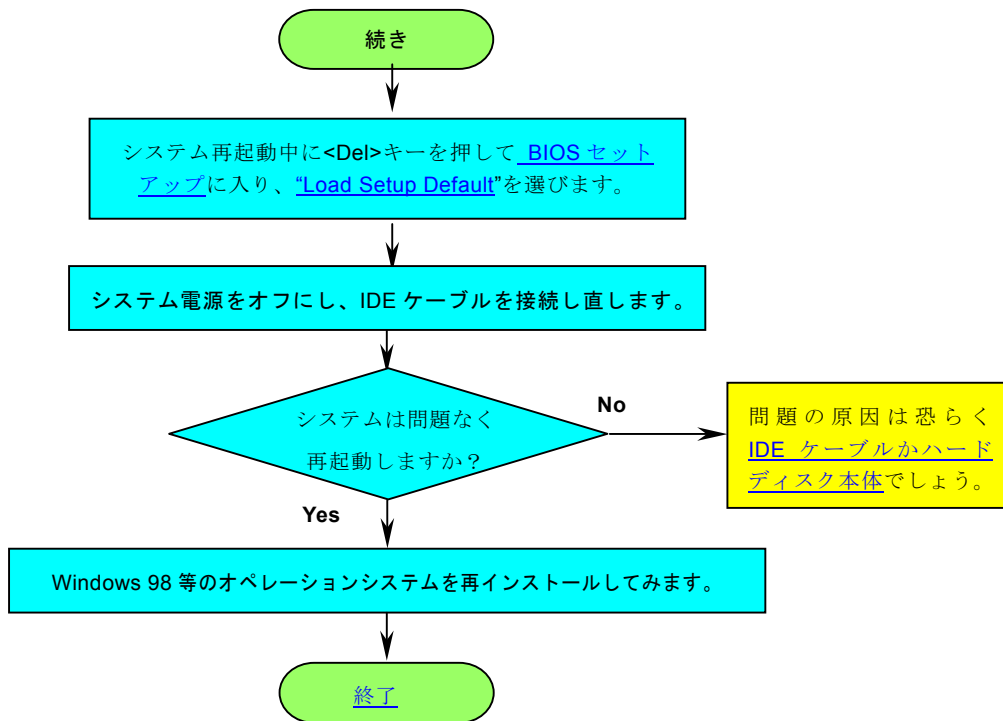 続き
システム再起動中に<Del>キーを押して BIOS セット
アップに入り、“Load Setup Default”を選びます。
システム電源をオフにし、IDE ケーブルを接続し直します。
システムは問題なく
再起動しますか？
No
問題の原因は恐らく
IDE ケーブルかハード
ディスク本体でしょう。
Yes
Windows 98 等のオペレーションシステムを再インストールしてみます。
終了